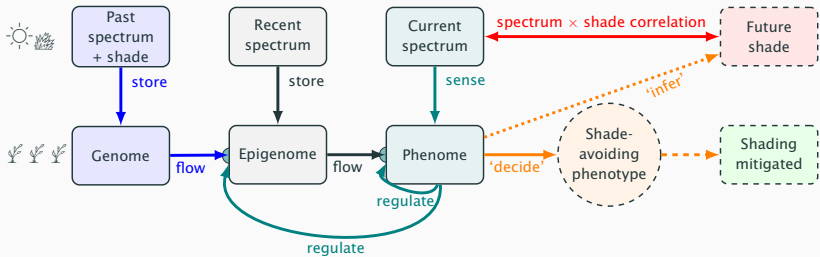 Past
spectrum
+ shade
Recent
spectrum
Current
spectrum
spectrum × shade correlation
Future
shade
store
store
sense
'infer'
Genome
flow
Epigenome
flow
Phenome
'decide'
Shade-
avoiding
phenotype
Shading
mitigated
regulate
regulate